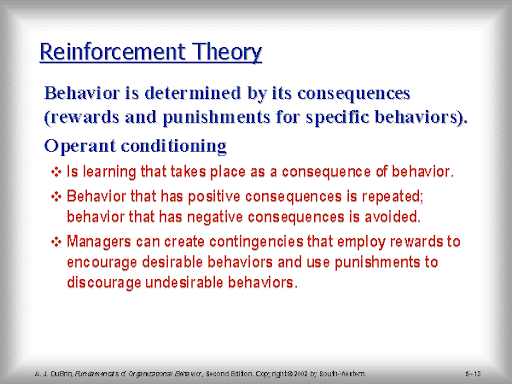 Reinforcement Theory
Behavior is determined by its consequences
(rewards and punishments for specific behaviors).
Operant conditioning
❖ Is learning that takes place as a consequence of behavior.
❖ Behavior that has positive consequences is repeated;
behavior that has negative consequences is avoided.
❖ Managers can create contingencies that employ rewards to
encourage desirable behaviors and use punishments to
discourage undesirable behaviors.
A. J. DuBrin, Fundamentals of Organizational Behavior, Second Edition. Copyright © 2002 by South-Western.